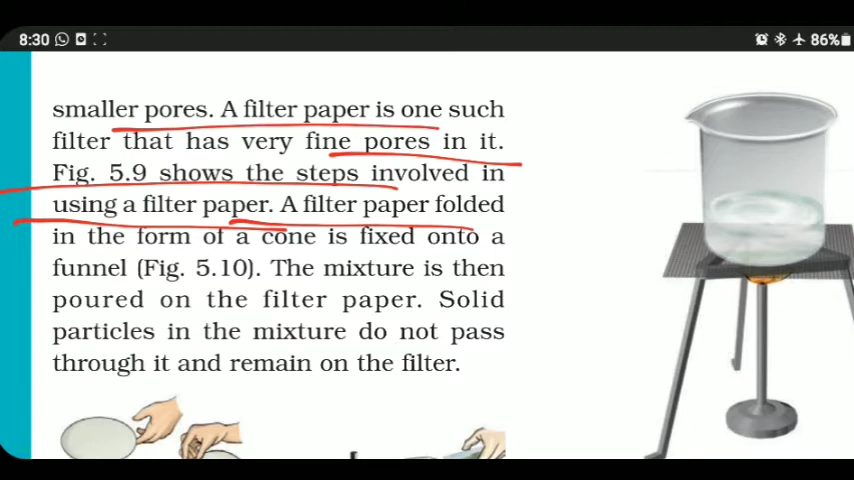 8:30
86%
smaller pores. A filter paper is one such
filter that has very fine pores in it.
Fig. 5.9 shows the steps involved in
using a filter paper. A filter paper folded
in the form of a cone is fixed onto a
funnel (Fig. 5.10). The mixture is then
poured on the filter paper. Solid
particles in the mixture do not pass
through it and remain on the filter.